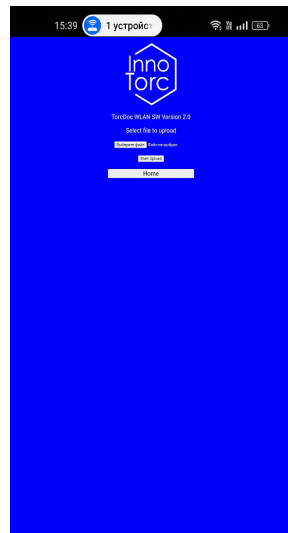 15:39 1 устройст 63
Inno
Torc
TorcDoc WLAN SW Version 2.0
Select file to upload
Выберите файл Файл не выбран
Start Upload
Home